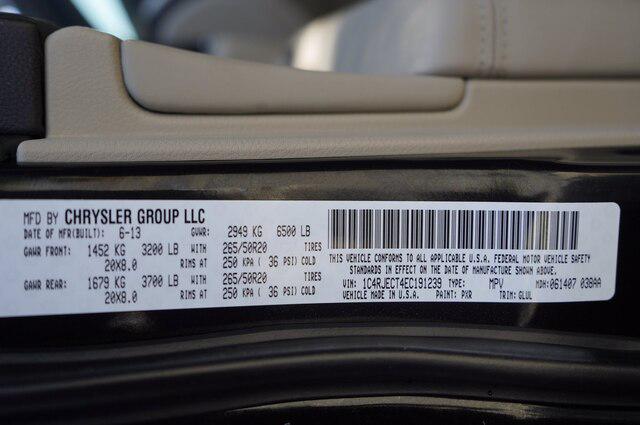 MFD BY CHRYSLER GROUP LLC
DATE OF MFR(BUILT): 6-13 GVWR: 2949 KG 6500 LB
GAWR FRONT: 1452 KG 3200 LB WITH 265/50R20 TIRES
20X8.0 RIMS AT 250 KPA ( 36 PSI) COLD
GAWR REAR: 1679 KG 3700 LB WITH 265/50R20 TIRES
20X8.0 RIMS AT 250 KPA ( 36 PSI) COLD
THIS VEHICLE CONFORMS TO ALL APPLICABLE U.S.A. FEDERAL MOTOR VEHICLE SAFETY
STANDARDS IN EFFECT ON THE DATE OF MANUFACTURE SHOWN ABOVE.
VIN: 1C4RJECT4EC191239 TYPE: MPV MDH:061407 038AA
VEHICLE MADE IN U.S.A. PAINT: PXR TRIM: GLUL